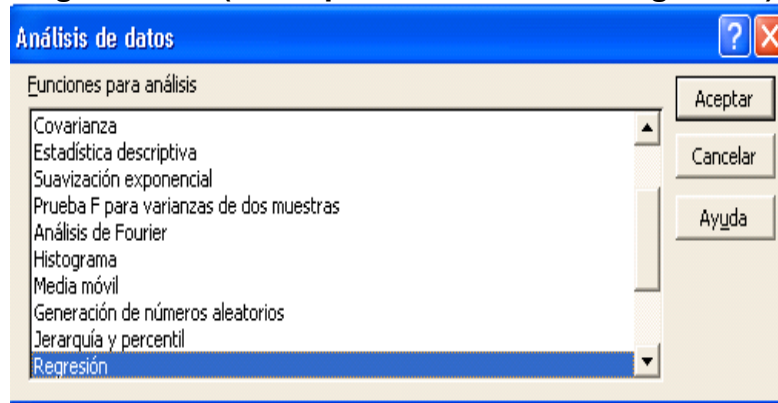 Análisis de datos
Funciones para análisis
Covarianza
Estadística descriptiva
Suavización exponencial
Prueba F para varianzas de dos muestras
Análisis de Fourier
Histograma
Media móvil
Generación de números aleatorios
Jerarquía y percentil
Regresión
Aceptar
Cancelar
Ayuda